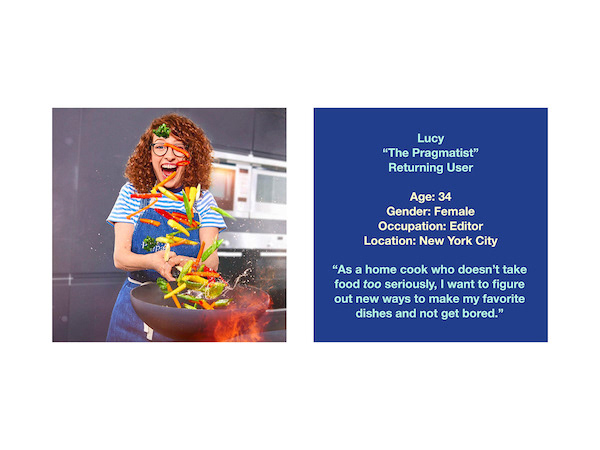 Lucy
“The Pragmatist”
Returning User
Age: 34
Gender: Female
Occupation: Editor
Location: New York City
“As a home cook who doesn’t take
food too seriously, I want to figure
out new ways to make my favorite
dishes and not get bored.”